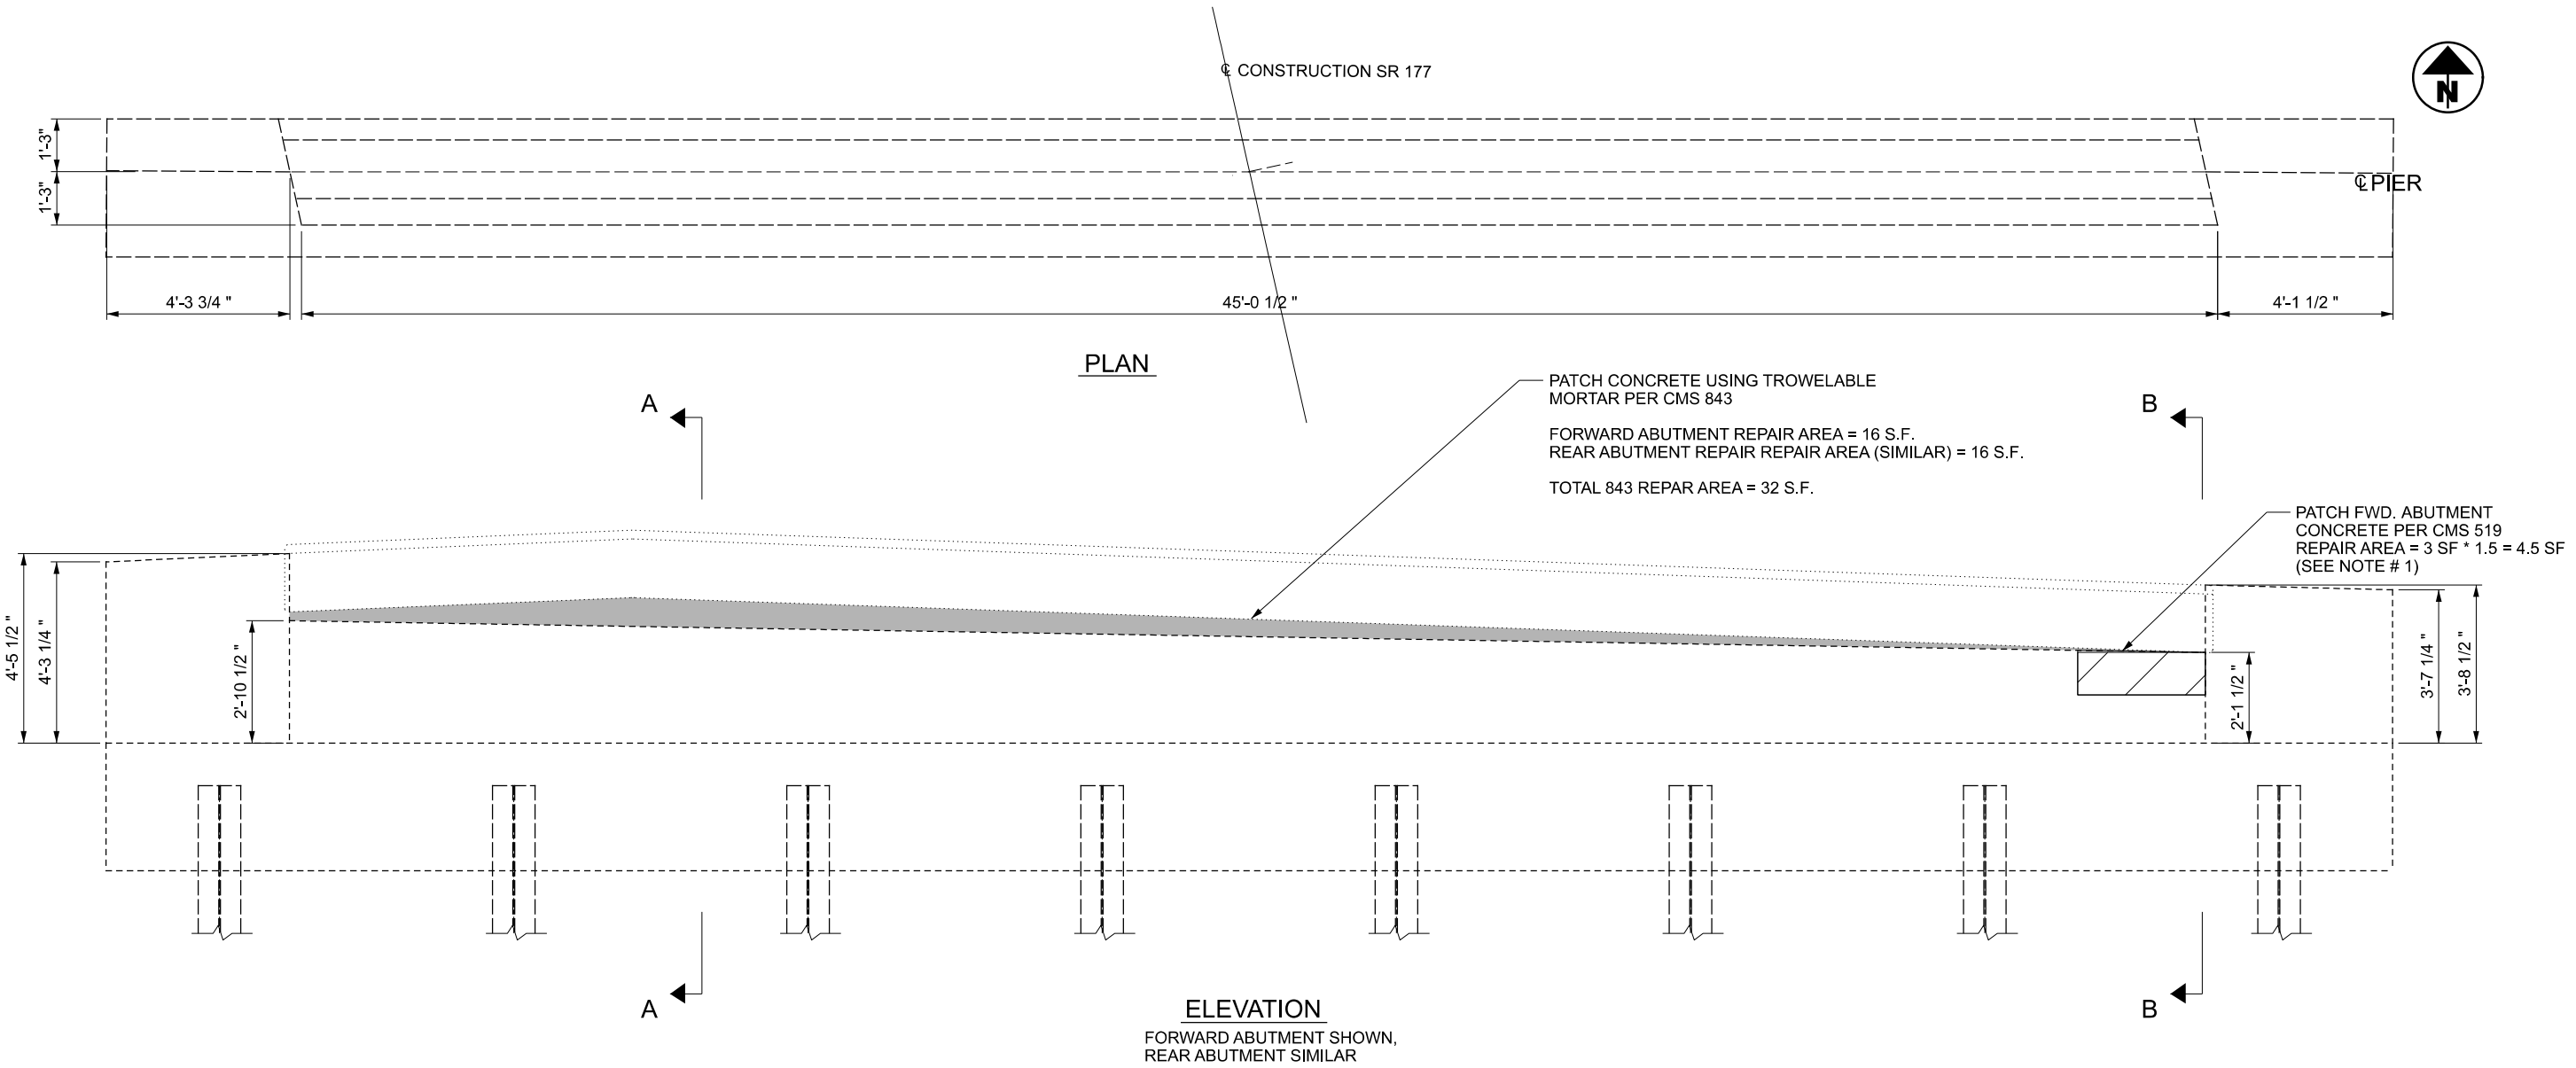 ℄ CONSTRUCTION SR 177
N
1'-3"
1'-3"
℄ PIER
4'-3 3/4 "
45'-0 1/2 "
4'-1 1/2 "
PLAN
A
B
PATCH CONCRETE USING TROWELABLE
MORTAR PER CMS 843
FORWARD ABUTMENT REPAIR AREA = 16 S.F.
REAR ABUTMENT REPAIR REPAIR AREA (SIMILAR) = 16 S.F.
TOTAL 843 REPAR AREA = 32 S.F.
PATCH FWD. ABUTMENT
CONCRETE PER CMS 519
REPAIR AREA = 3 SF * 1.5 = 4.5 SF
(SEE NOTE # 1)
4'-5 1/2 "
4'-3 1/4 "
2'-10 1/2 "
2'-1 1/2 "
3'-7 1/4 "
3'-8 1/2 "
A
B
ELEVATION
FORWARD ABUTMENT SHOWN,
REAR ABUTMENT SIMILAR